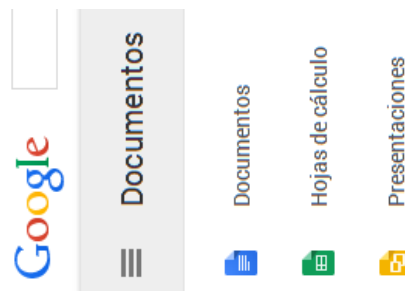 Google
Documentos
Documentos
Hojas de cálculo
Presentaciones